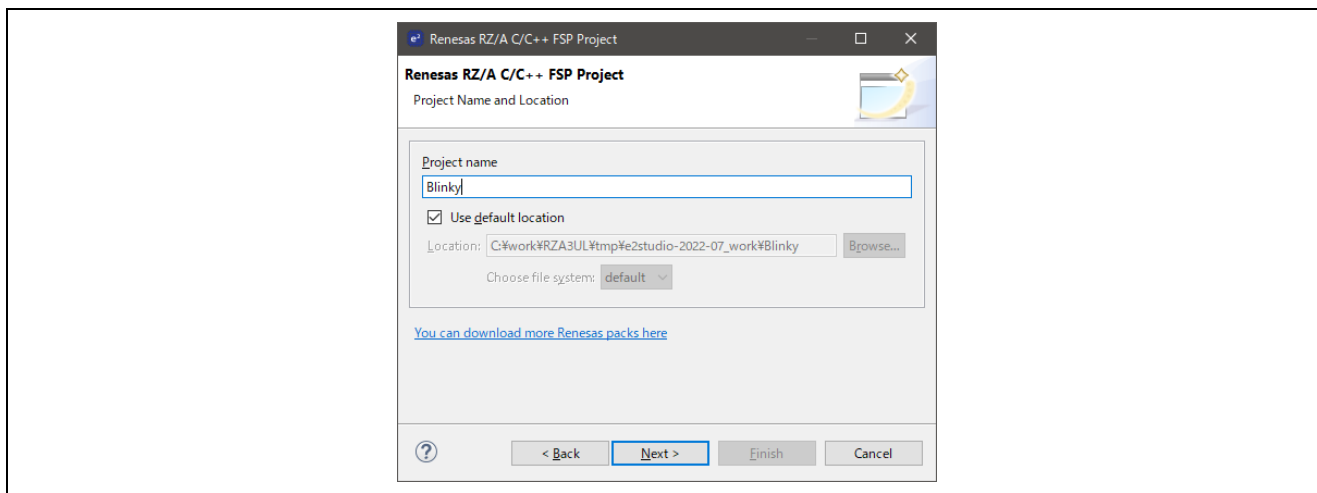 e² Renesas RZ/A C/C++ FSP Project
Renesas RZ/A C/C++ FSP Project
Project Name and Location
Project name
Blinky
Use default location
Location: C:¥work¥RZA3UL¥tmp¥e2studio-2022-07_work¥Blinky Browse...
Choose file system: default
You can download more Renesas packs here
? < Back Next > Finish Cancel